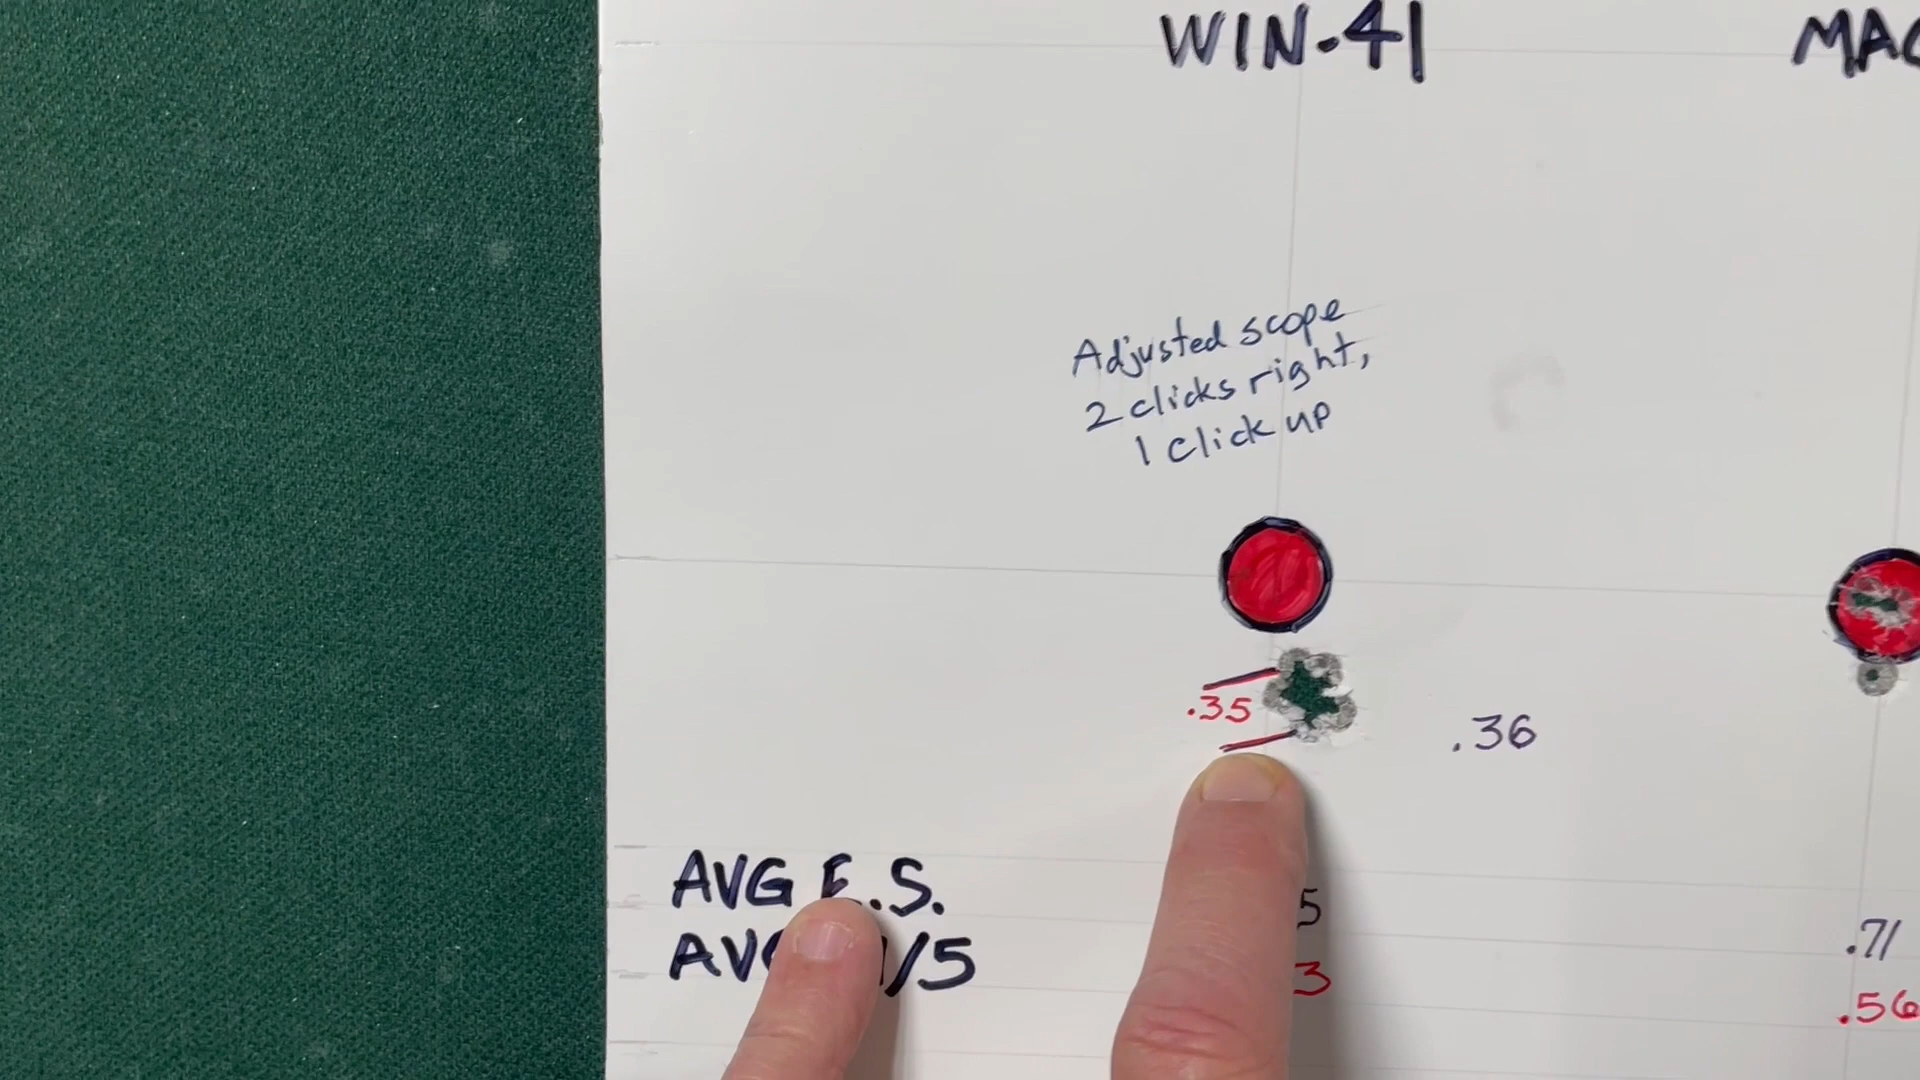 WIN.41
Adjusted scope
2 clicks right,
1 click up
.35
.36
AVG E.S.
.71
.56